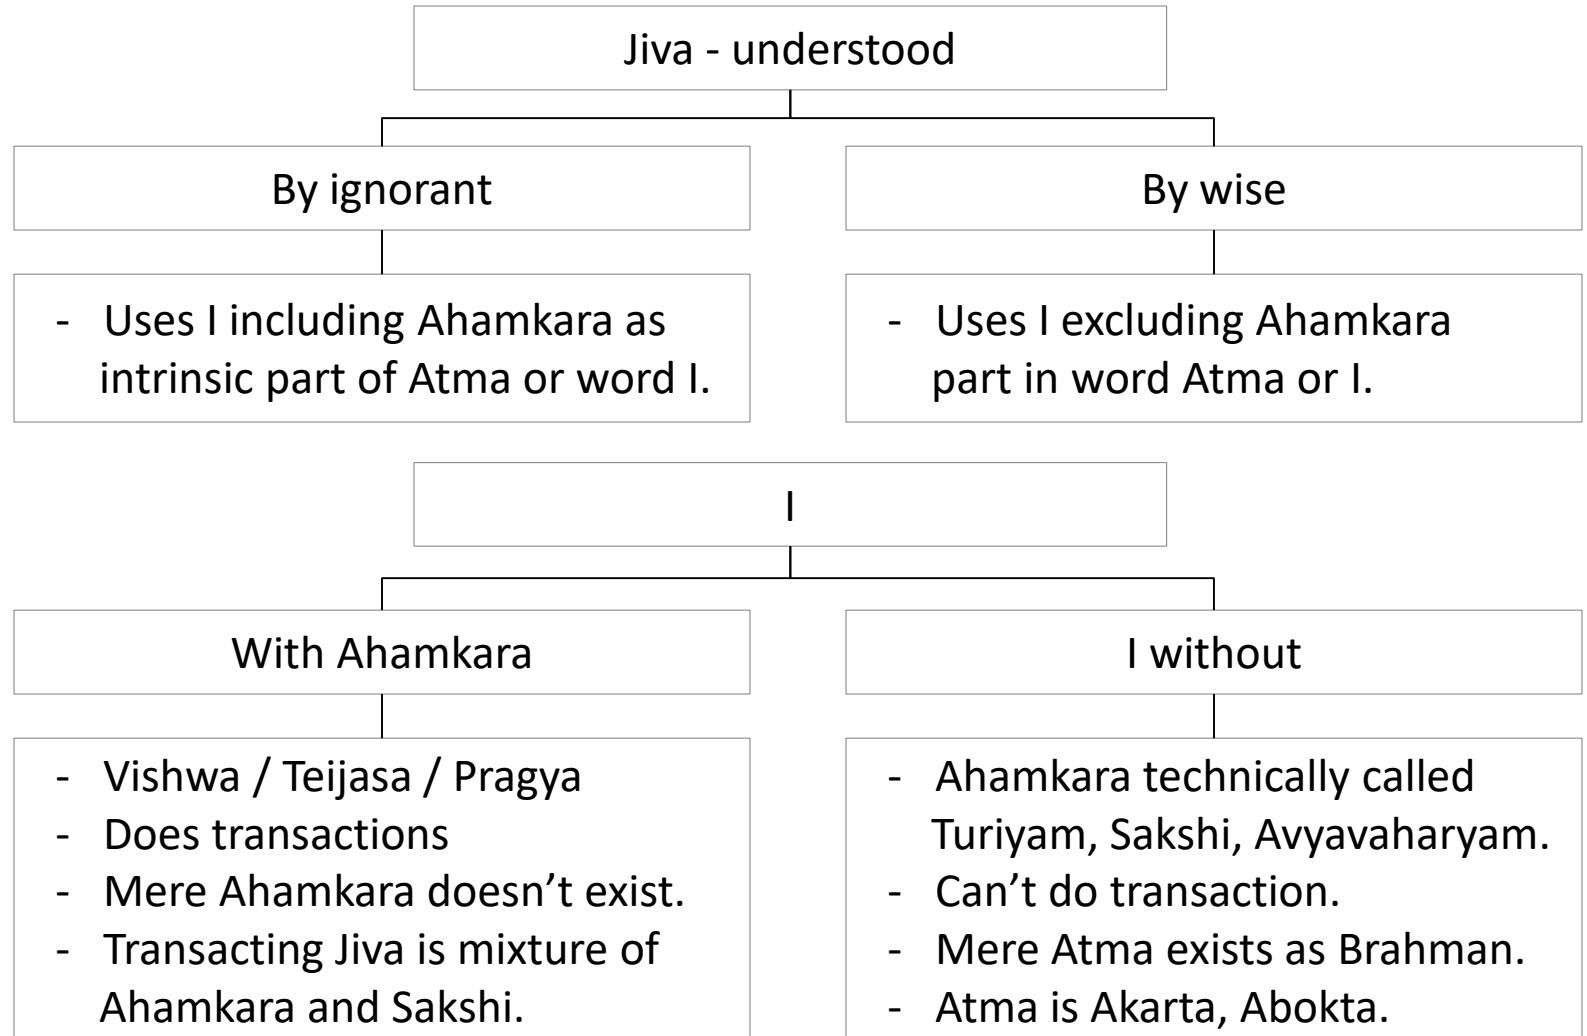 Jiva - understood
By ignorant
By wise
- Uses I including Ahamkara as
intrinsic part of Atma or word I.
- Uses I excluding Ahamkara
part in word Atma or I.
I
With Ahamkara
I without
- Vishwa / Teijasa / Pragya
- Does transactions
- Mere Ahamkara doesn’t exist.
- Transacting Jiva is mixture of
Ahamkara and Sakshi.
- Ahamkara technically called
Turiyam, Sakshi, Avyavaharyam.
- Can’t do transaction.
- Mere Atma exists as Brahman.
- Atma is Akarta, Abokta.